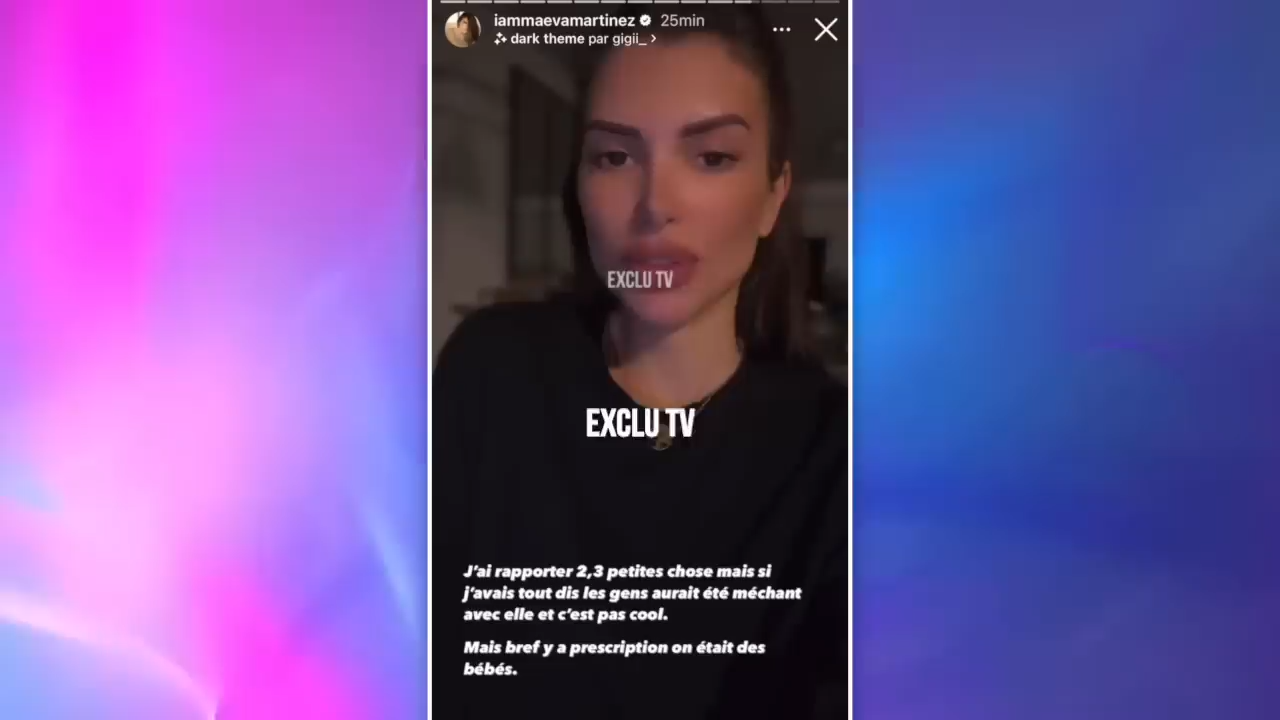 iammaevamartinez 25min
dark theme par gigii_ >
EXCLU TV
EXCLU TV
J'ai rapporter 2,3 petites chose mais si
j'avais tout dis les gens aurait été méchant
avec elle et c'est pas cool.
Mais bref y a prescription on était des
bébés.